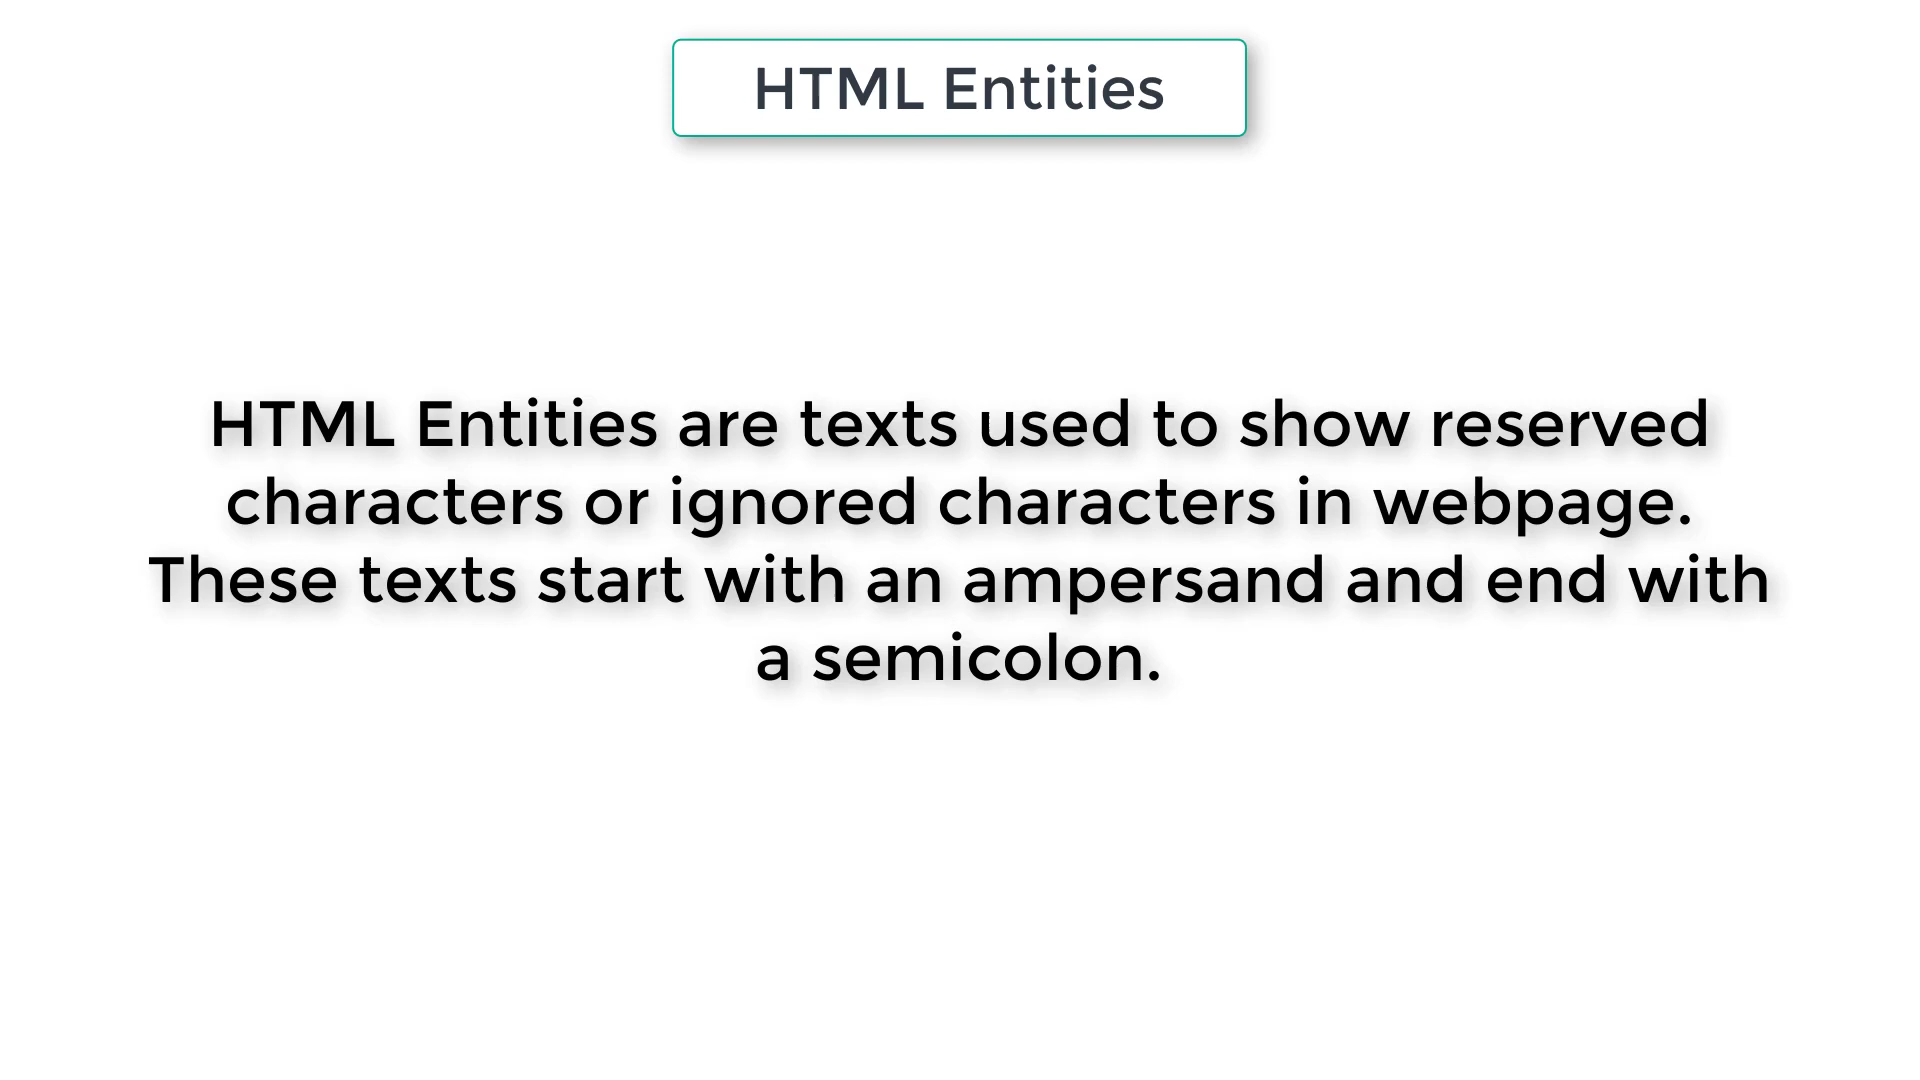 HTML Entities
HTML Entities are texts used to show reserved
characters or ignored characters in webpage.
These texts start with an ampersand and end with
a semicolon.